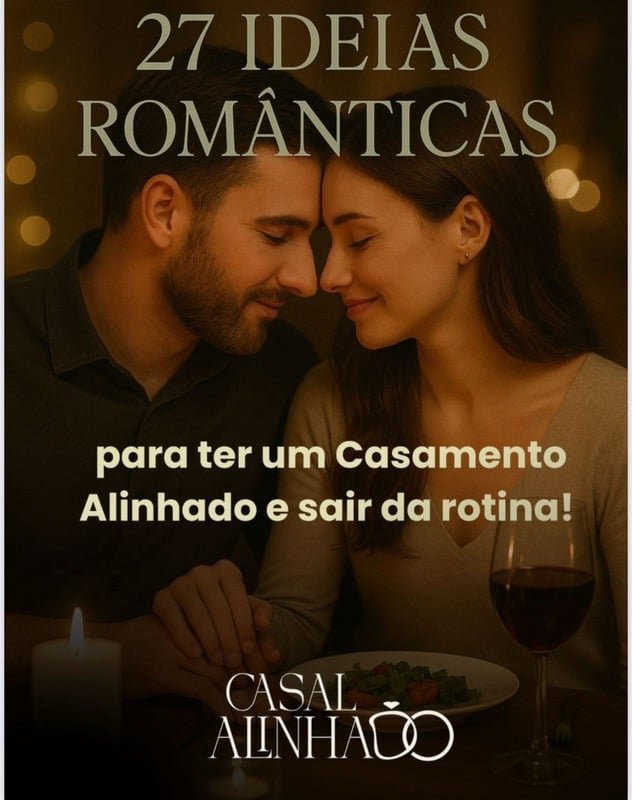 27 IDEIAS
ROMÂNTICAS
para ter um Casamento
Alinhado e sair da rotina!
CASAL
ALINHADO